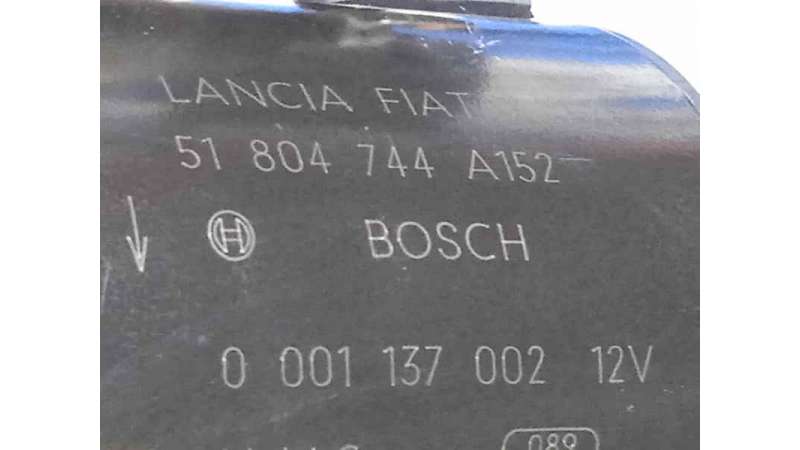 LANCIA FIAT
51 804 744 A152
BOSCH
0 001 137 002 12V
089